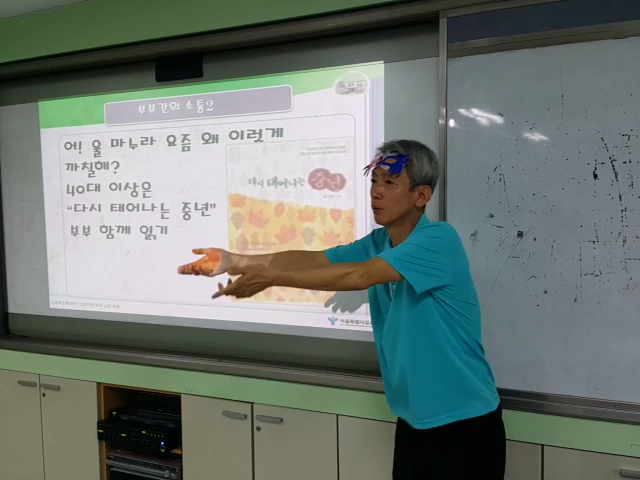 부부간의 소통2
어! 울 마누라 요즘 왜 이렇게
까칠해?
40대 이상은
"다시 태어나는 중년"
부부 함께 읽기
다시 태어나는 중년